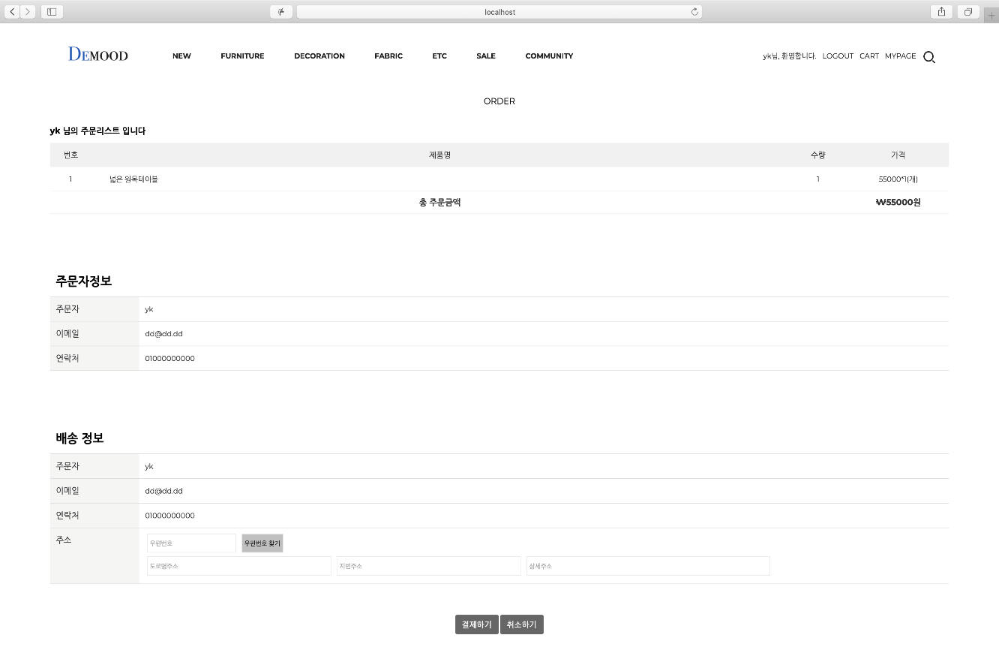 localhost
DEMOOD NEW FURNITURE DECORATION FABRIC ETC SALE COMMUNITY yk님, 환영합니다. LOGOUT CART MYPAGE
ORDER
yk 님의 주문리스트 입니다
번호 제품명 수량 가격
1 넓은 원목테이블 1 55000*1(개)
총 주문금액 ₩55000원
주문자정보
주문자 yk
이메일 dd@dd.dd
연락처 01000000000
배송 정보
주문자 yk
이메일 dd@dd.dd
연락처 01000000000
주소 우편번호 우편번호 찾기
도로명주소 지번주소 상세주소
결제하기 취소하기